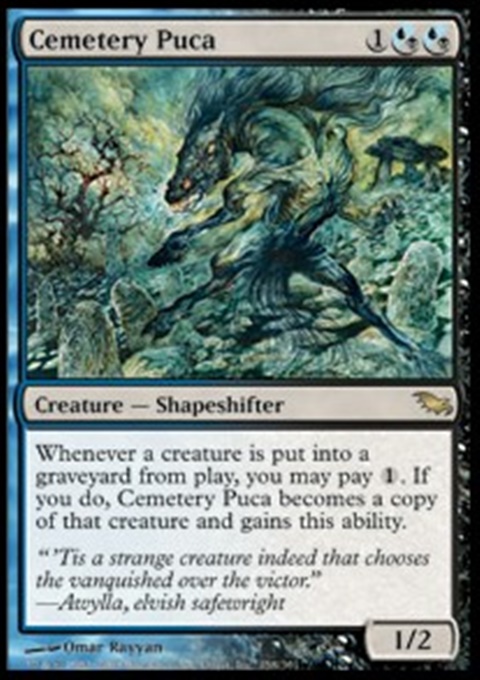 Cemetery Puca 1
Creature — Shapeshifter
Whenever a creature is put into a
graveyard from play, you may pay 1. If
you do, Cemetery Puca becomes a copy
of that creature and gains this ability.
“ ’Tis a strange creature indeed that chooses
the vanquished over the victor.”
—Awylla, elvish safewright
Omar Rayyan
1/2